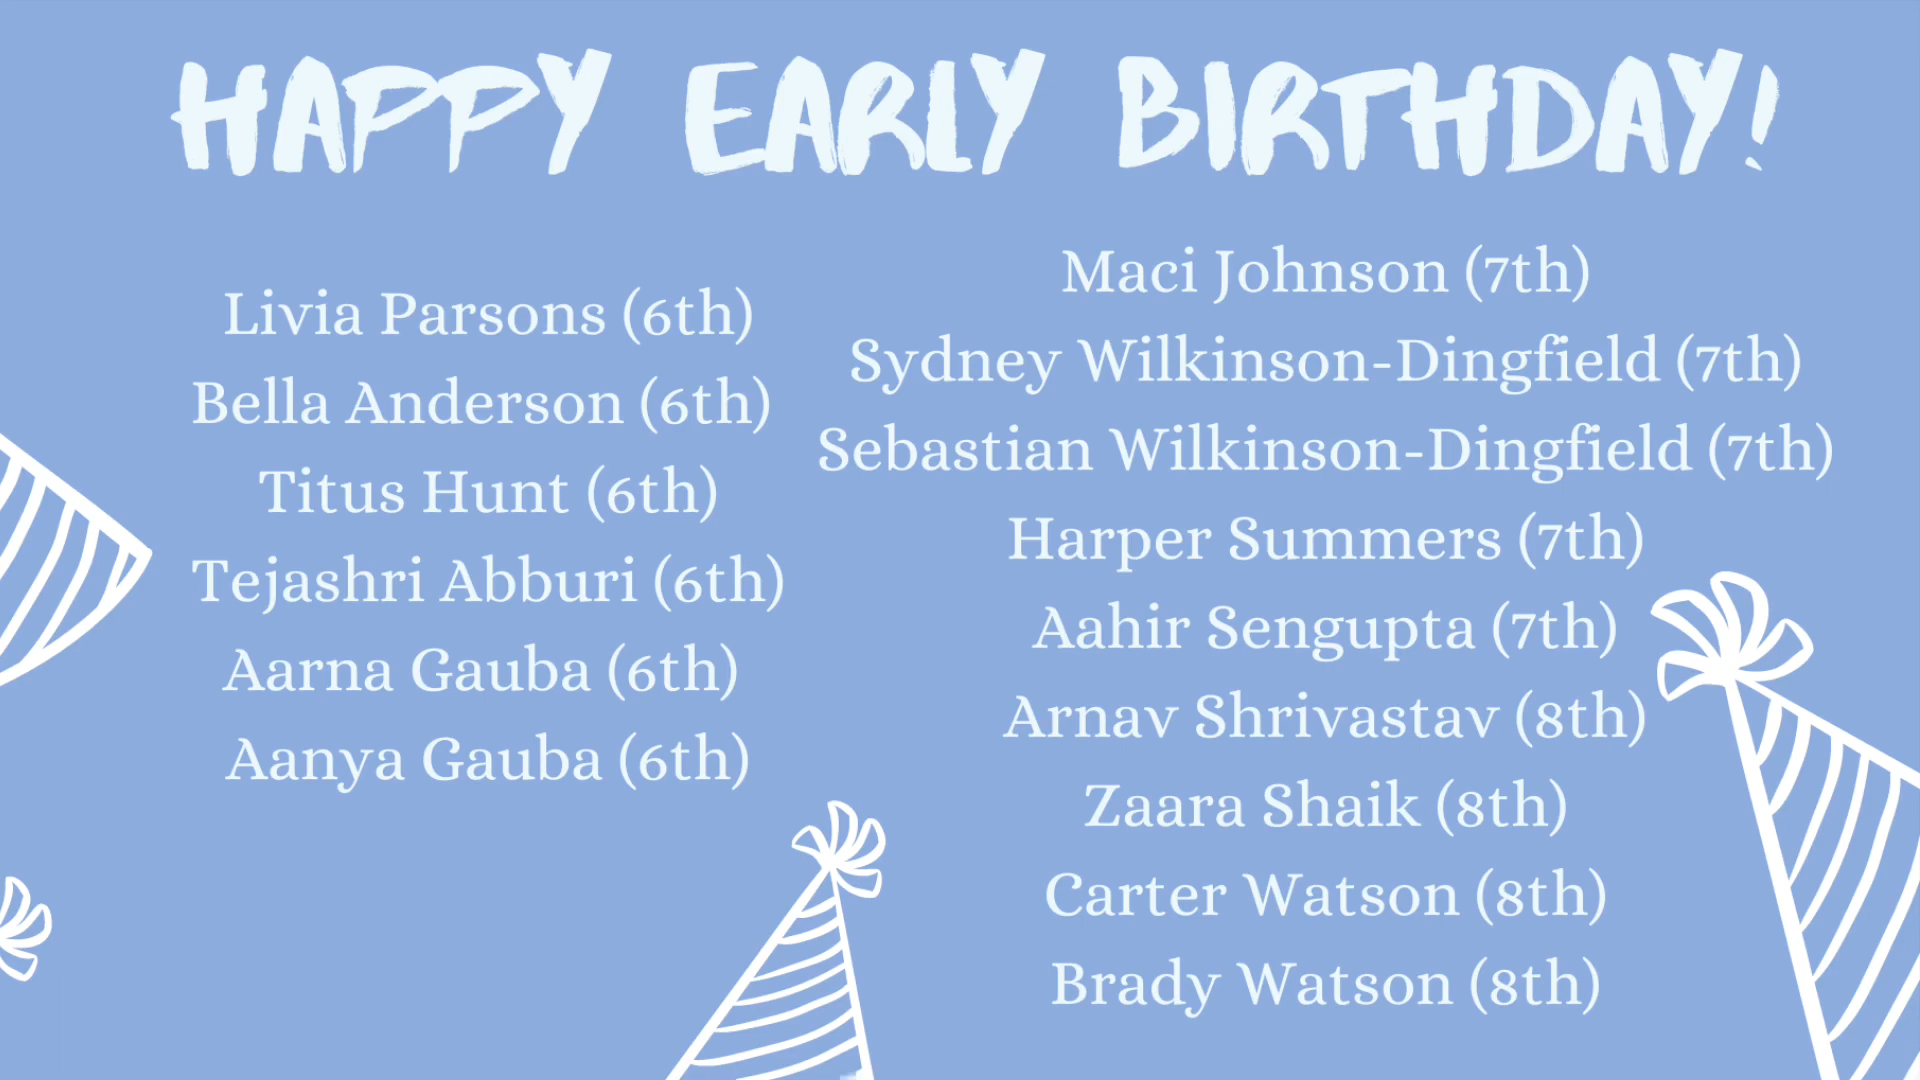 HAPPY EARLY BIRTHDAY!
Livia Parsons (6th)
Bella Anderson (6th)
Titus Hunt (6th)
Tejashri Abburi (6th)
Aarna Gauba (6th)
Aanya Gauba (6th)
Maci Johnson (7th)
Sydney Wilkinson-Dingfield (7th)
Sebastian Wilkinson-Dingfield (7th)
Harper Summers (7th)
Aahir Sengupta (7th)
Arnav Shrivastav (8th)
Zaara Shaik (8th)
Carter Watson (8th)
Brady Watson (8th)